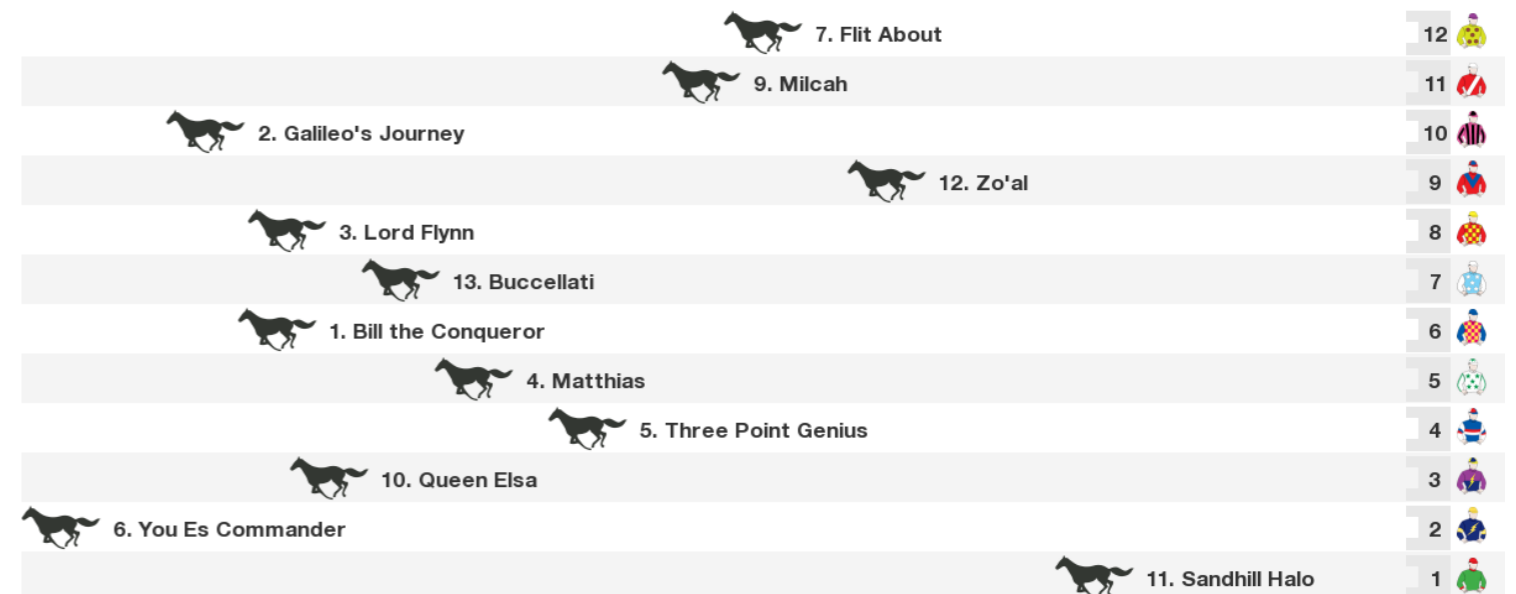 7. Flit About 12
9. Milcah 11
2. Galileo's Journey 10
12. Zo'al 9
3. Lord Flynn 8
13. Buccellati 7
1. Bill the Conqueror 6
4. Matthias 5
5. Three Point Genius 4
10. Queen Elsa 3
6. You Es Commander 2
11. Sandhill Halo 1